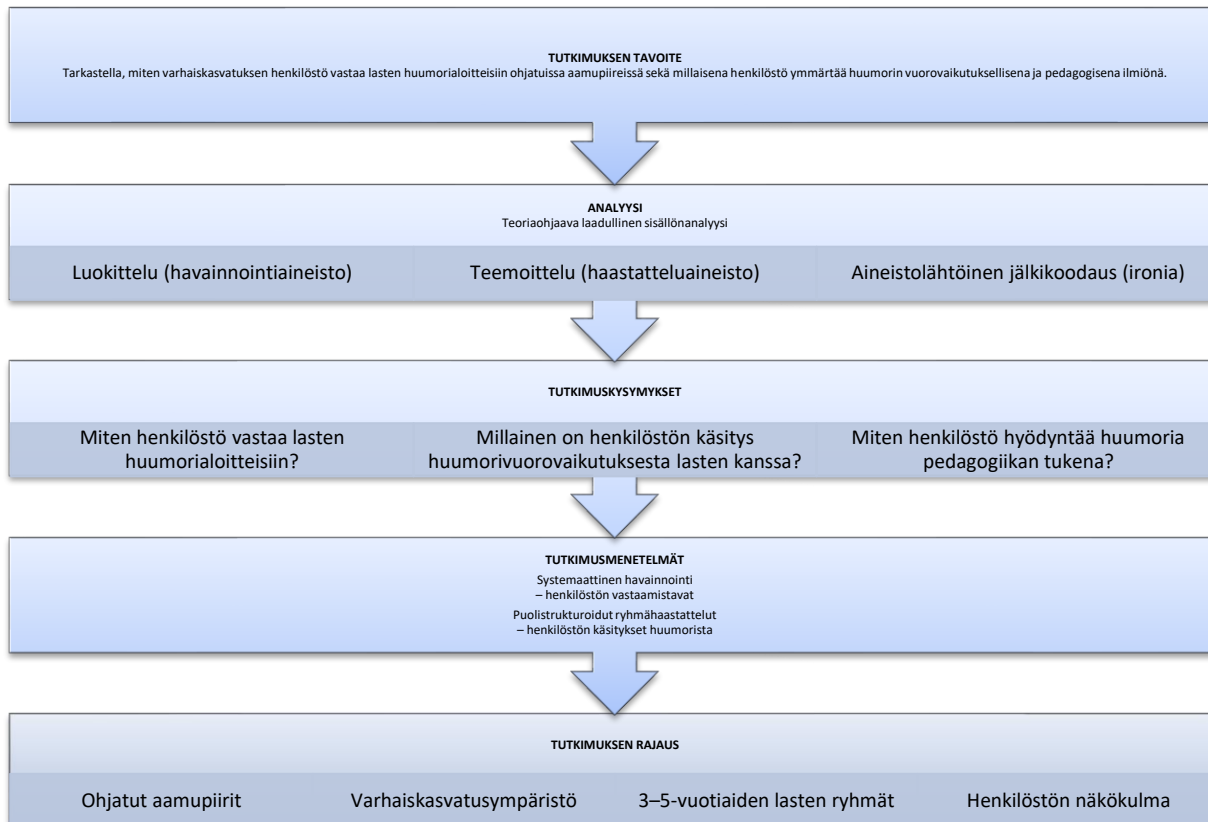 TUTKIMUKSEN TAVOITE
Tarkastella, miten varhaiskasvatuksen henkilöstö vastaa lasten huumorialoitteisiin ohjatuissa aamupiireissä sekä millaisena henkilöstö ymmärtää huumorin vuorovaikutuksellisena ja pedagogisena ilmiönä.
ANALYYSI
Teoriaohjaava laadullinen sisällönanalyysi
Luokittelu (havainnointiaineisto)
Teemoittelu (haastatteluaineisto)
Aineistolähtöinen jälkikoodaus (ironia)
TUTKIMUSKYSYMYKSET
Miten henkilöstö vastaa lasten
huumorialoitteisiin?
Millainen on henkilöstön käsitys
huumorivuorovaikutuksesta lasten kanssa?
Miten henkilöstö hyödyntää huumoria
pedagogiikan tukena?
TUTKIMUSMENETELMÄT
Systemaattinen havainnointi
– henkilöstön vastaamistavat
Puolistrukturoidut ryhmähaastattelut
– henkilöstön käsitykset huumorista
TUTKIMUKSEN RAJAUS
Ohjatut aamupiirit
Varhaiskasvatusympäristö
3–5-vuotiaiden lasten ryhmät
Henkilöstön näkökulma